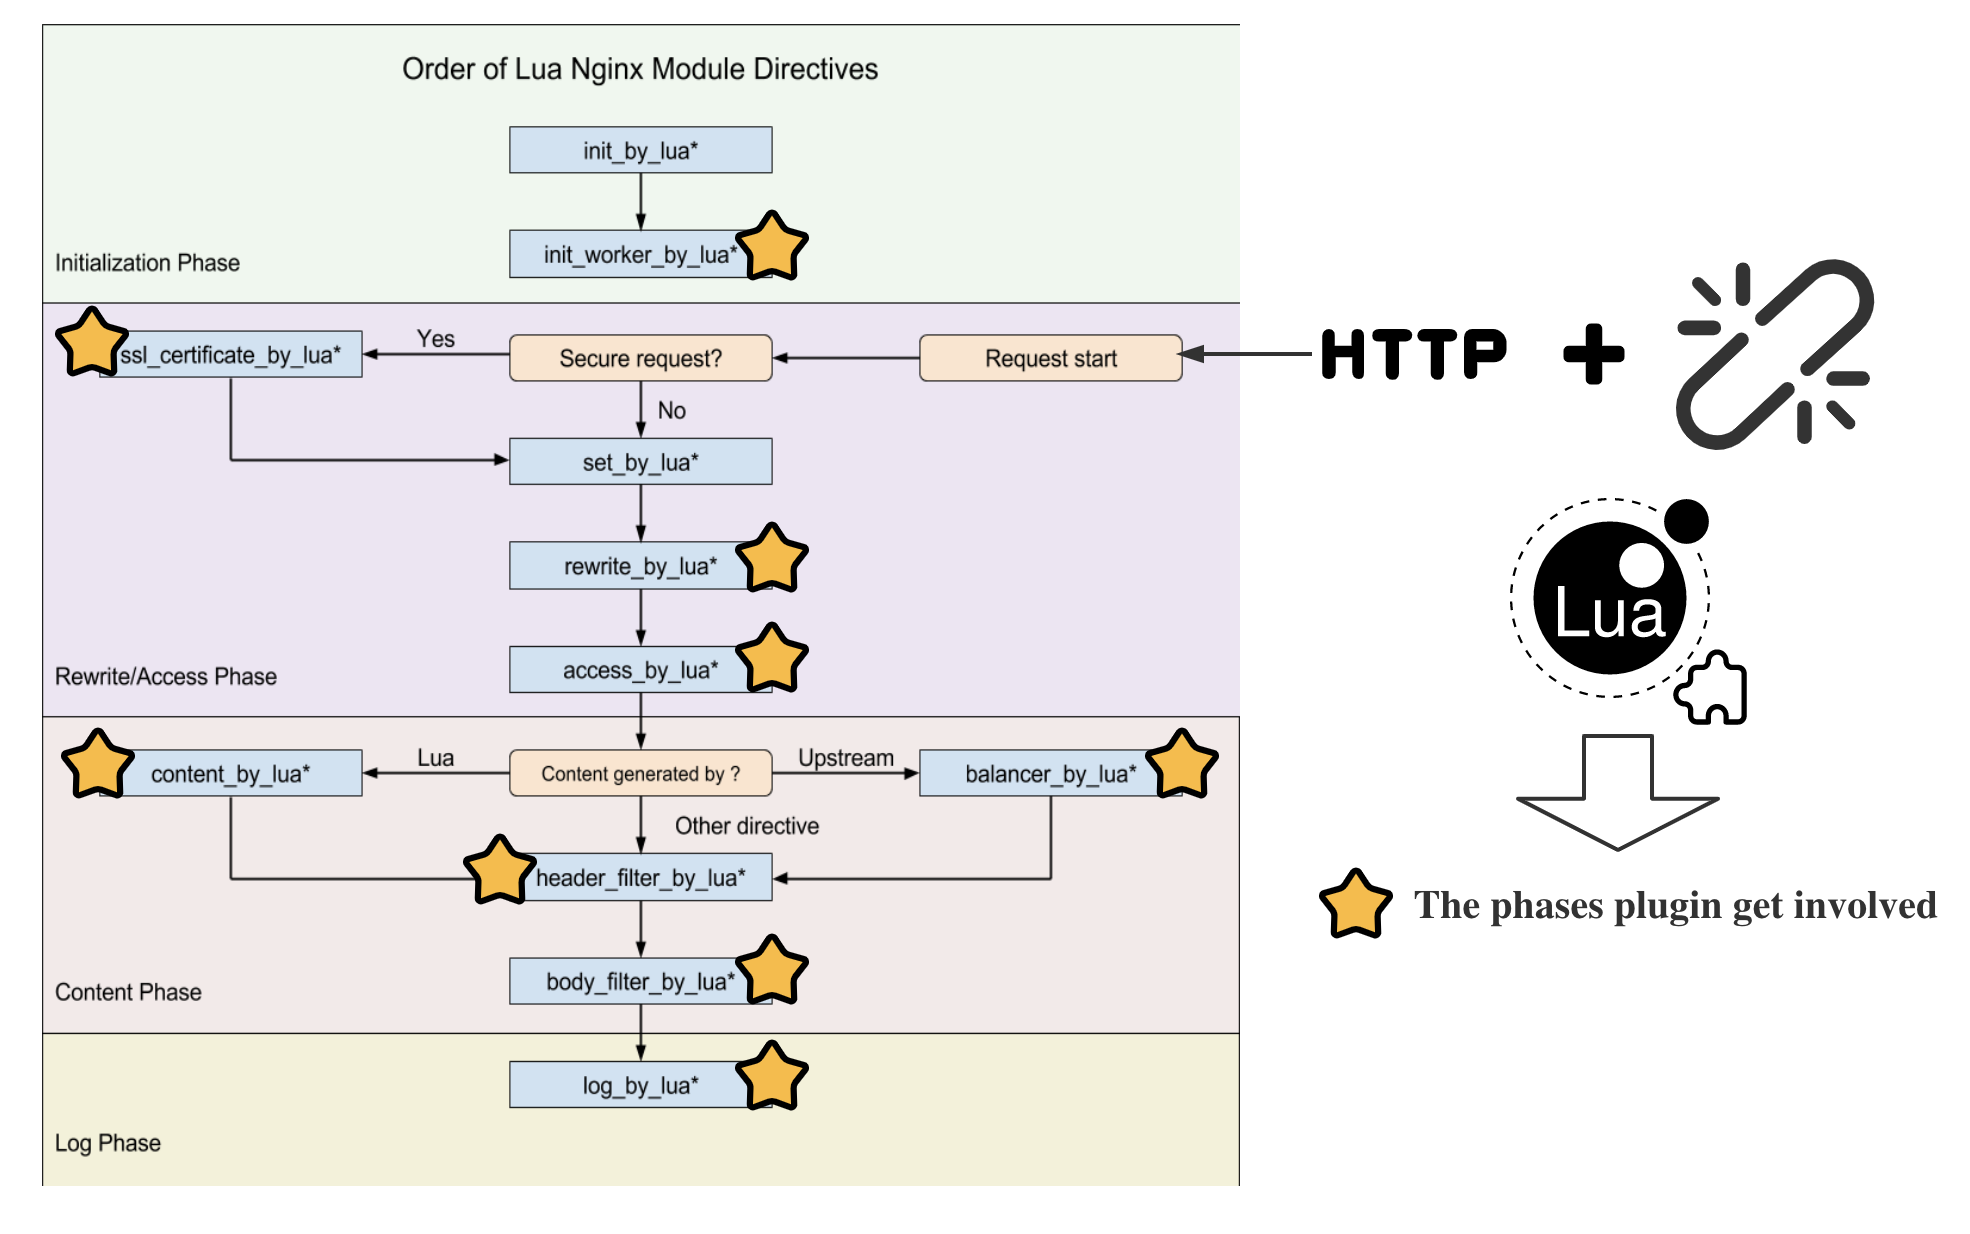 Order of Lua Nginx Module Directives
init_by_lua*
init_worker_by_lua*
Initialization Phase
ssl_certificate_by_lua*
Yes
Secure request?
Request start
HTTP
No
set_by_lua*
rewrite_by_lua*
Lua
access_by_lua*
Rewrite/Access Phase
content_by_lua*
Lua
Content generated by ?
Upstream
balancer_by_lua*
Other directive
header_filter_by_lua*
The phases plugin get involved
body_filter_by_lua*
Content Phase
log_by_lua*
Log Phase